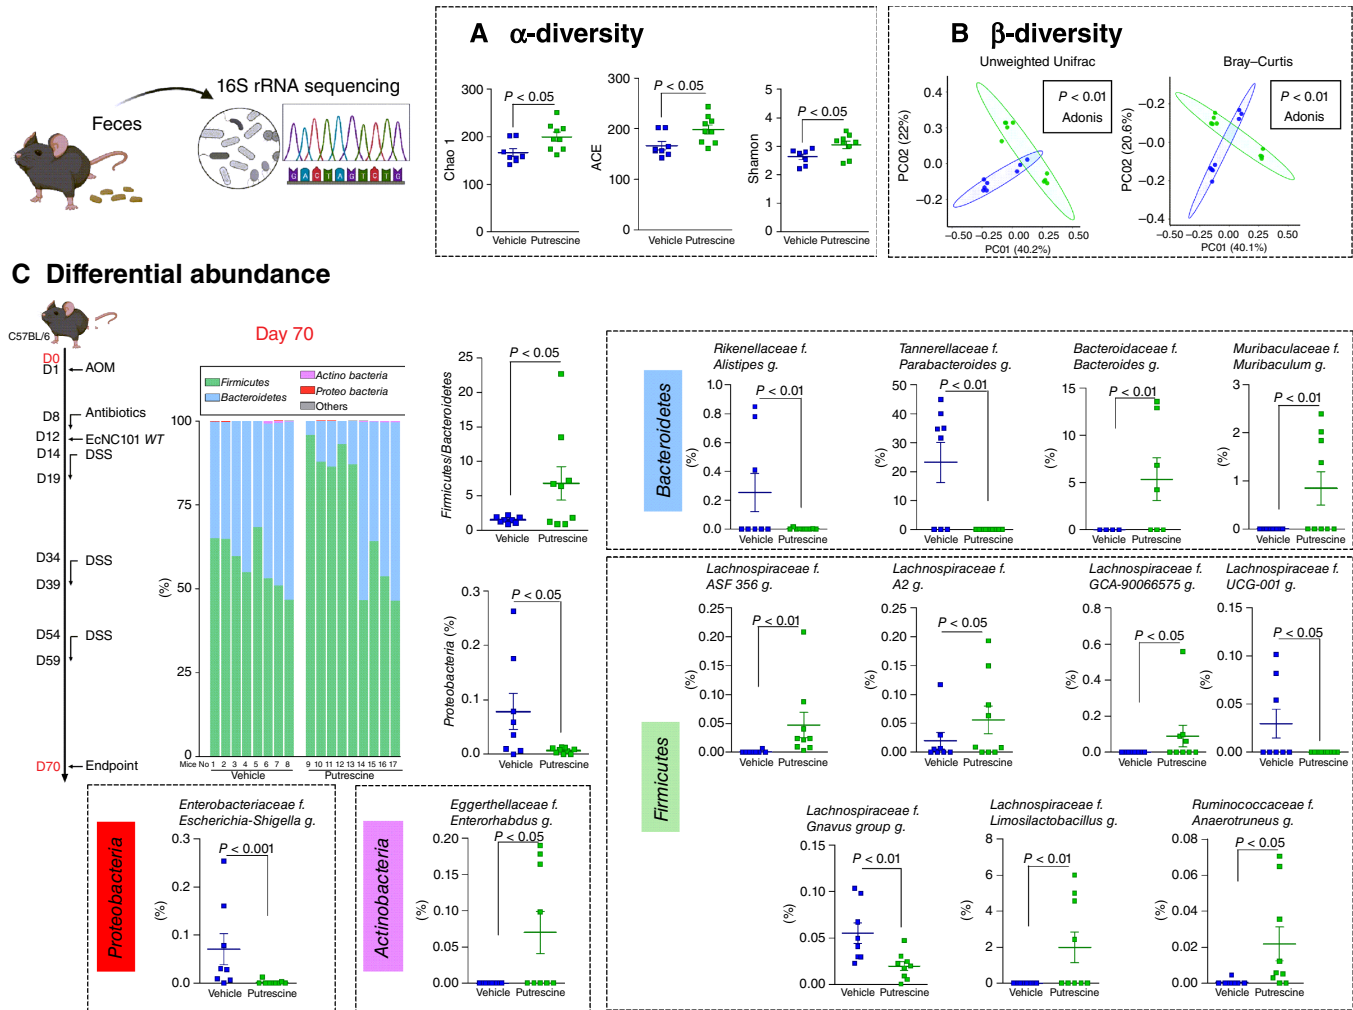 A α-diversity
B β-diversity
16S rRNA sequencing
Feces
G A C T A G T C T G
300
200
100
0
Chao 1
P < 0.05
Vehicle Putrescine
300
200
100
0
ACE
P < 0.05
Vehicle Putrescine
5
4
3
2
1
0
Shamon
P < 0.05
Vehicle Putrescine
Unweighted Unifrac
P < 0.01
Adonis
0.4
0.3
0.0
−0.2
PC02 (22%)
−0.50 −0.25 0.00 0.25 0.50
PC01 (40.2%)
Bray–Curtis
P < 0.01
Adonis
−0.2
−0.0
−0.2
−0.4
PC02 (20.6%)
−0.50 −0.25 0.00 0.25 0.50
PC01 (40.1%)
C Differential abundance
C57BL/6
D0
D1 AOM
D8 Antibiotics
D12 EcNC101 WT
D14 DSS
D19
D34 DSS
D39
D54 DSS
D59
D70 Endpoint
Day 70
Firmicutes
Bacteroidetes
Actino bacteria
Proteo bacteria
Others
100
75
50
25
0
(%)
Mice No 1 2 3 4 5 6 7 8 9 10 11 12 13 14 15 16 17
Vehicle Putrescine
25
20
15
10
5
0
Firmicutes/Bacteroidetes
P < 0.05
Vehicle Putrescine
0.3
0.2
0.1
0.0
Proteobacteria (%)
P < 0.05
Vehicle Putrescine
Bacteroidetes
Rikenellaceae f.
Alistipes g.
1.0
0.8
0.6
0.4
0.2
0.0
(%)
P < 0.01
Vehicle Putrescine
Tannerellaceae f.
Parabacteroides g.
50
40
30
20
10
0
(%)
P < 0.01
Vehicle Putrescine
Bacteroidaceae f.
Bacteroides g.
15
10
5
0
(%)
P < 0.01
Vehicle Putrescine
Muribaculaceae f.
Muribaculum g.
3
2
1
0
(%)
P < 0.01
Vehicle Putrescine
Firmicutes
Lachnospiraceae f.
ASF 356 g.
0.25
0.20
0.15
0.10
0.05
0.00
(%)
P < 0.01
Vehicle Putrescine
Lachnospiraceae f.
A2 g.
0.25
0.20
0.15
0.10
0.05
0.00
(%)
P < 0.05
Vehicle Putrescine
Lachnospiraceae f.
GCA-90066575 g.
0.8
0.6
0.4
0.2
0.0
(%)
P < 0.05
Vehicle Putrescine
Lachnospiraceae f.
UCG-001 g.
0.15
0.10
0.05
0.00
(%)
P < 0.05
Vehicle Putrescine
Lachnospiraceae f.
Gnavus group g.
0.15
0.10
0.05
0.00
(%)
P < 0.01
Vehicle Putrescine
Lachnospiraceae f.
Limosilactobacillus g.
8
6
4
2
0
(%)
P < 0.01
Vehicle Putrescine
Ruminococcaceae f.
Anaerotruneus g.
0.08
0.06
0.04
0.02
0.00
(%)
P < 0.05
Vehicle Putrescine
Proteobacteria
Enterobacteriaceae f.
Escherichia-Shigella g.
0.3
0.2
0.1
0.0
(%)
P < 0.001
Vehicle Putrescine
Actinobacteria
Eggerthellaceae f.
Enterorhabdus g.
0.20
0.15
0.10
0.05
0.00
(%)
P < 0.05
Vehicle Putrescine